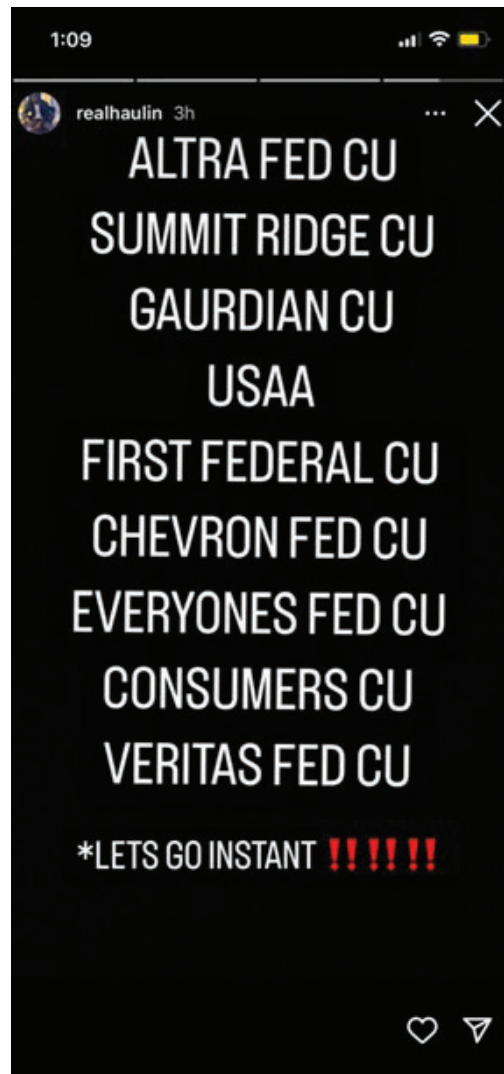 1:09
realhaulin 3h
ALTRA FED CU
SUMMIT RIDGE CU
GAURDIAN CU
USAA
FIRST FEDERAL CU
CHEVRON FED CU
EVERYONES FED CU
CONSUMERS CU
VERITAS FED CU
*LETS GO INSTANT ‼️‼️‼️